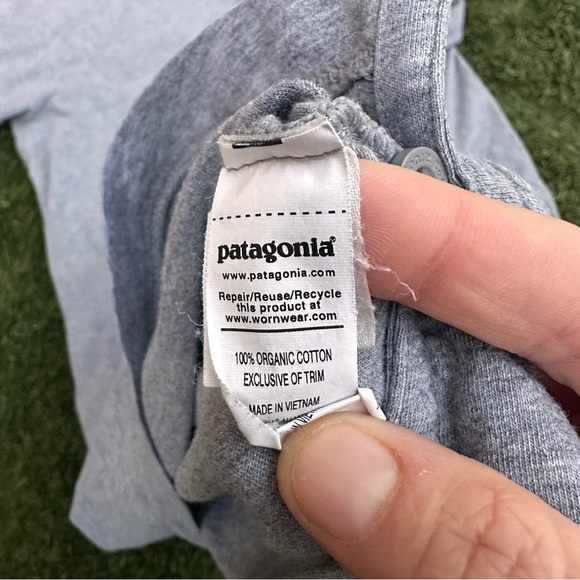 patagonia®
www.patagonia.com
Repair/Reuse/Recycle
this product at
www.wornwear.com
100% ORGANIC COTTON
EXCLUSIVE OF TRIM
MADE IN VIETNAM